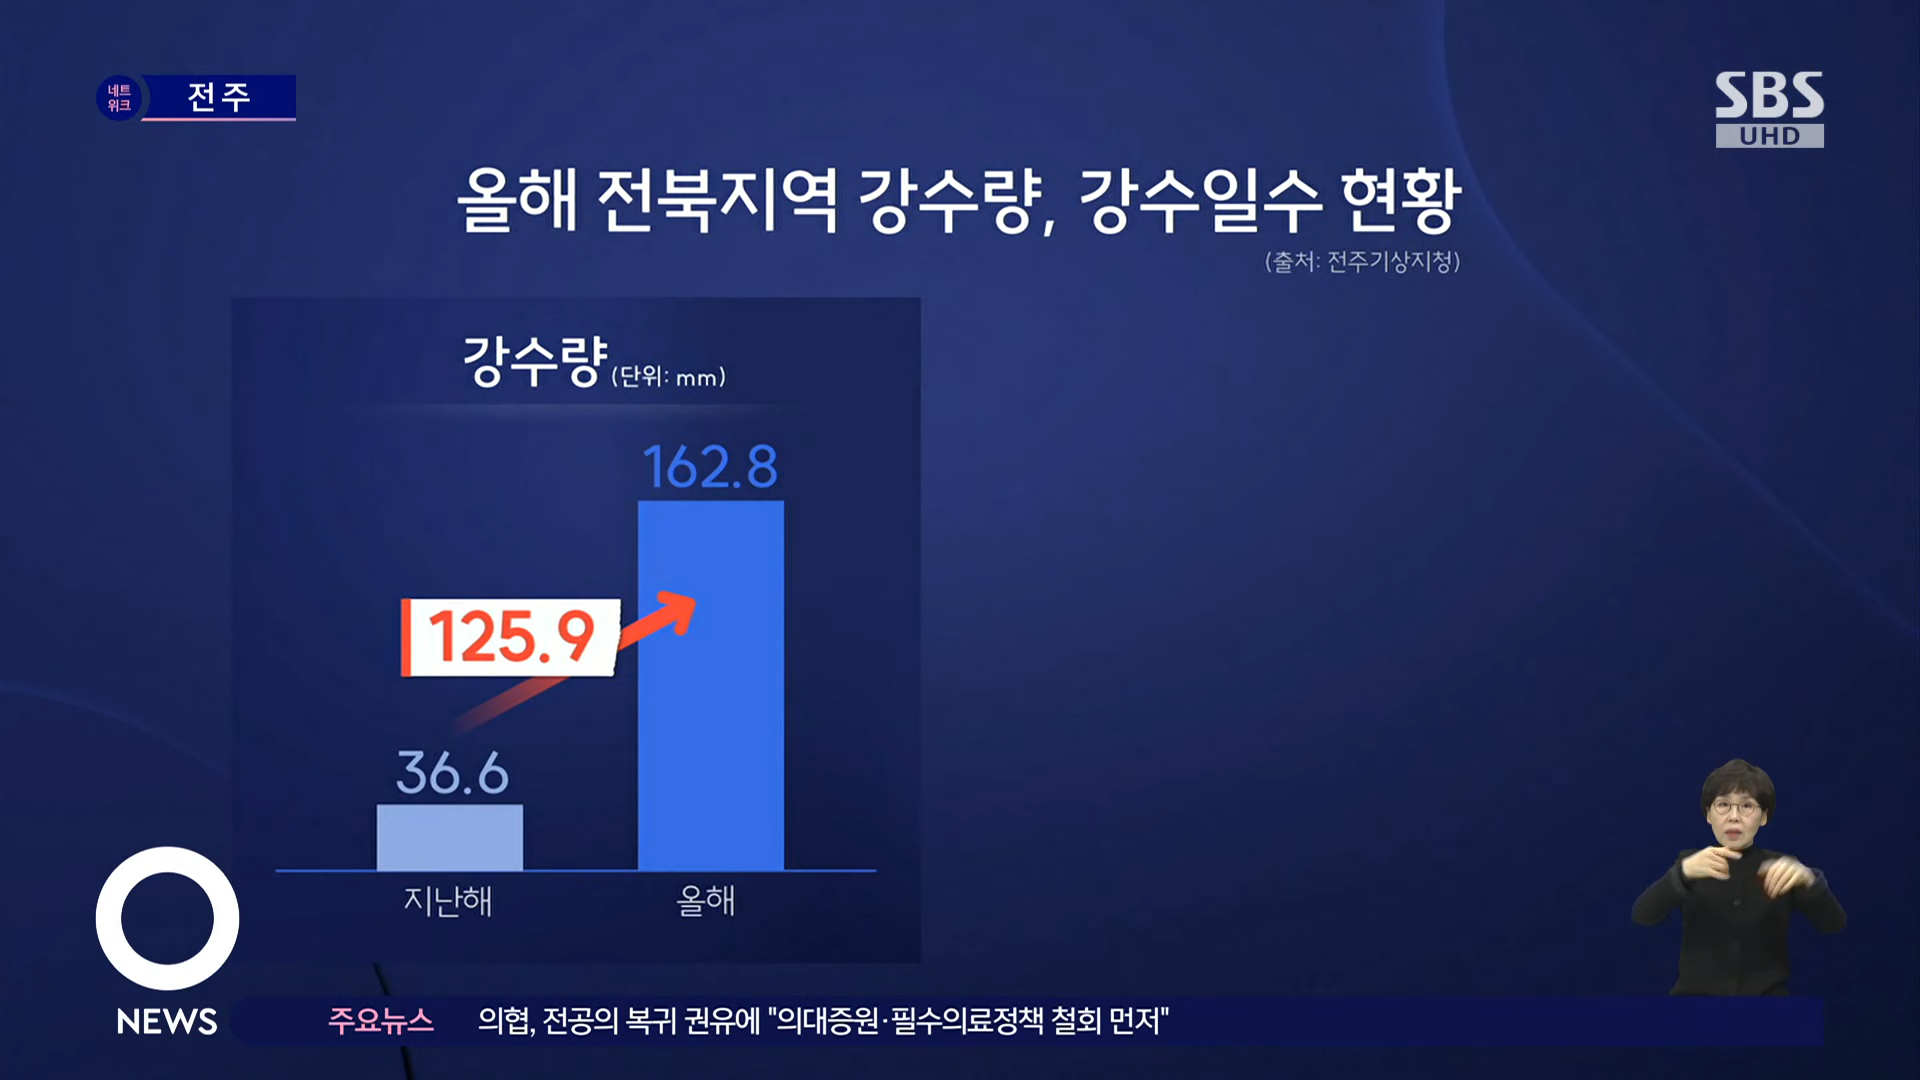 네트
위크
전주
SBS
UHD
올해 전북지역 강수량, 강수일수 현황
(출처: 전주기상지청)
강수량(단위: mm)
162.8
125.9
36.6
지난해
올해
NEWS
주요뉴스 의협, 전공의 복귀 권유에 "의대증원·필수의료정책 철회 먼저"